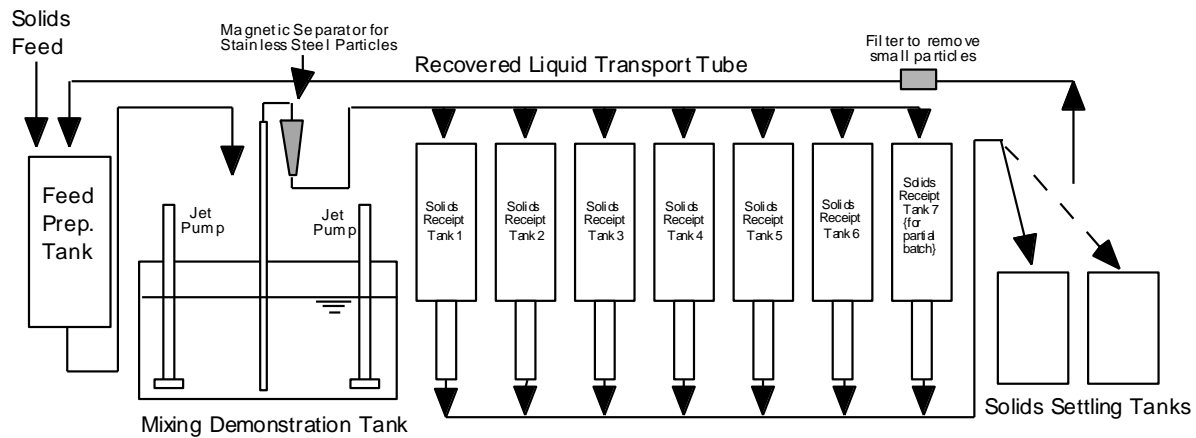 Solids
Feed
Magnetic Separator for
Stainless Steel Particles
Filter to remove
small particles
Recovered Liquid Transport Tube
Feed
Prep.
Tank
Jet
Pump
Jet
Pump
Solids
Receipt
Tank 1
Solids
Receipt
Tank 2
Solids
Receipt
Tank 3
Solids
Receipt
Tank 4
Solids
Receipt
Tank 5
Solids
Receipt
Tank 6
Solids
Receipt
Tank 7
{for
partial
batch}
Mixing Demonstration Tank
Solids Settling Tanks